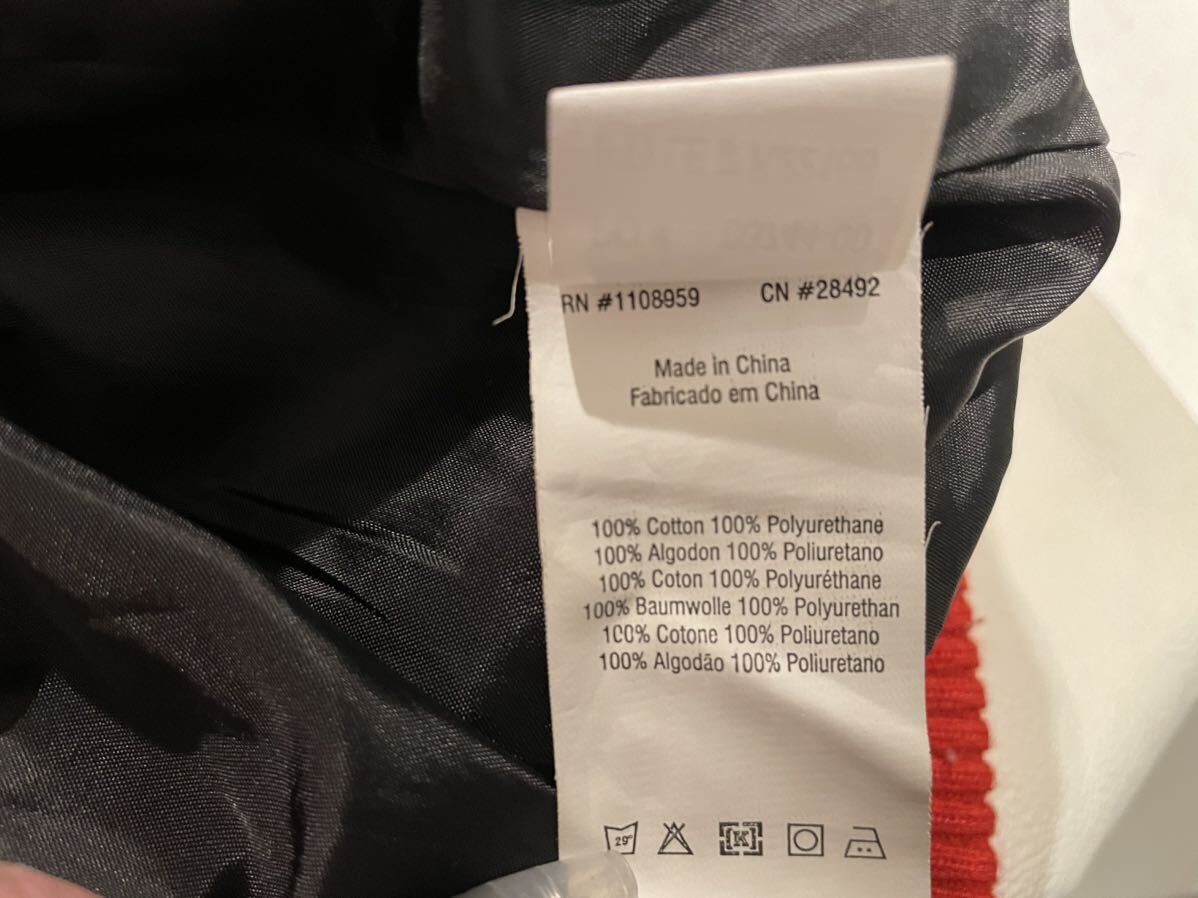 RN #1108959 CN #28492
Made in China
Fabricado em China
100% Cotton 100% Polyurethane
100% Algodon 100% Poliuretano
100% Coton 100% Polyuréthane
100% Baumwolle 100% Polyurethan
100% Cotone 100% Poliuretano
100% Algodão 100% Poliuretano
29° [K]